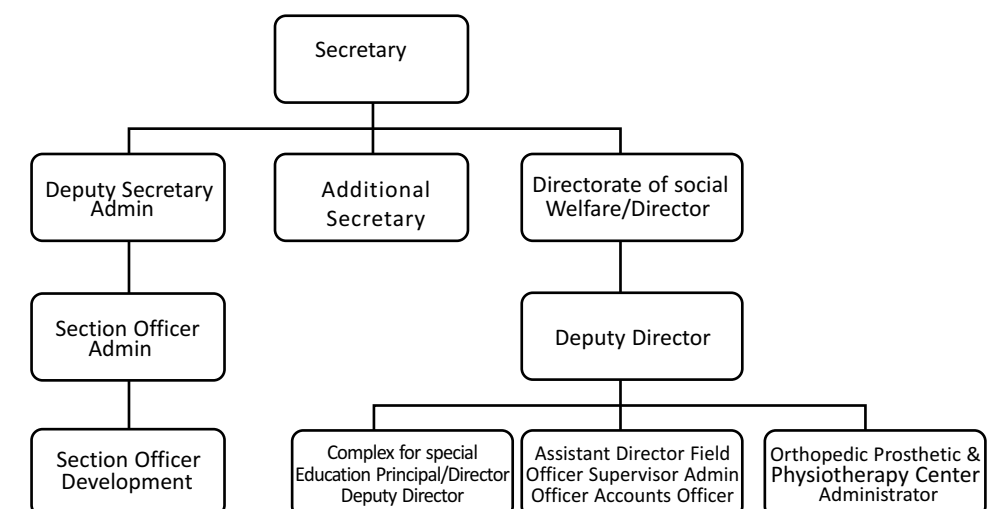 Secretary
Deputy Secretary
Admin
Additional
Secretary
Directorate of social
Welfare/Director
Section Officer
Admin
Deputy Director
Section Officer
Development
Complex for special
Education Principal/Director
Deputy Director
Assistant Director Field
Officer Supervisor Admin
Officer Accounts Officer
Orthopedic Prosthetic &
Physiotherapy Center
Administrator